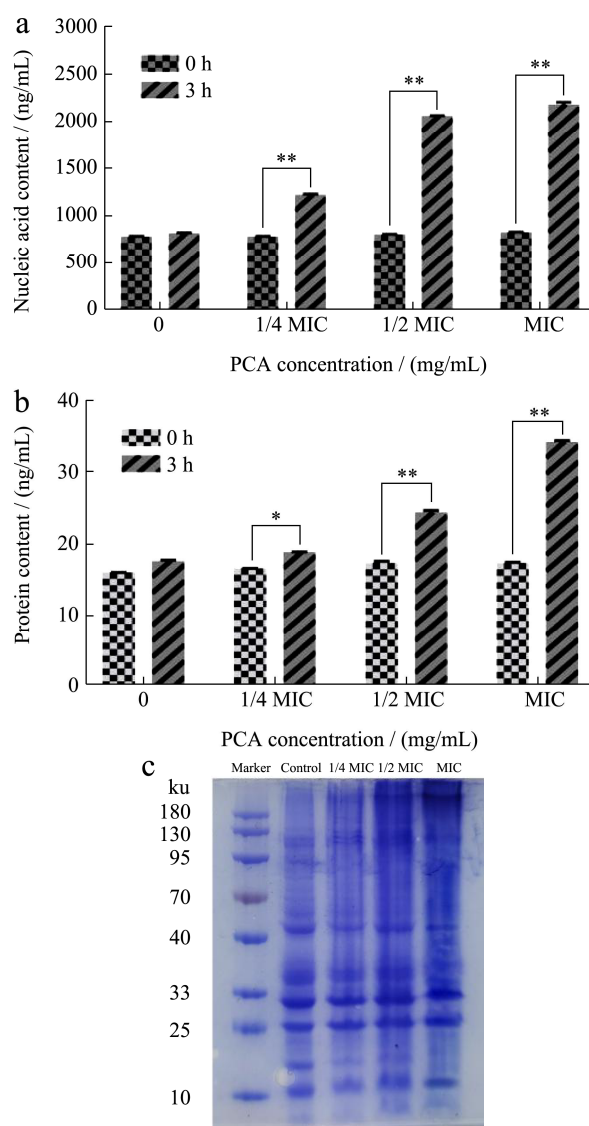 a
Nucleic acid content / (ng/mL)
3000
2500
2000
1500
1000
500
0
0 h
3 h
**
**
**
0 1/4 MIC 1/2 MIC MIC
PCA concentration / (mg/mL)
b
Protein content / (ng/mL)
40
30
20
10
0
0 h
3 h
*
**
**
0 1/4 MIC 1/2 MIC MIC
PCA concentration / (mg/mL)
c
Marker Control 1/4 MIC 1/2 MIC MIC
ku
180
130
95
70
40
33
25
10